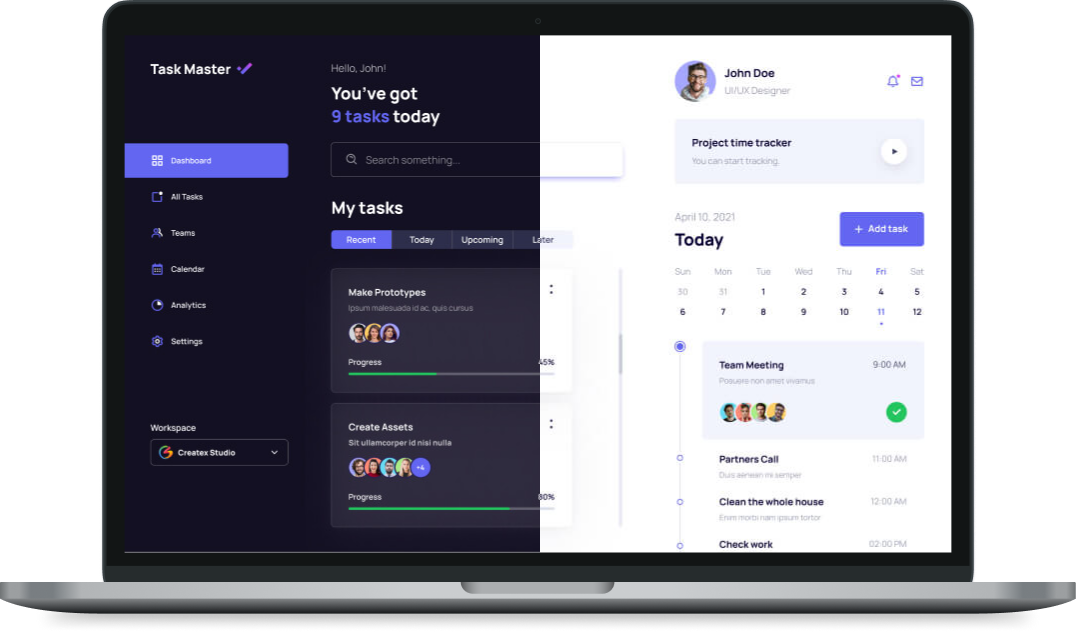 Task Master
Dashboard
All Tasks
Teams
Calendar
Analytics
Settings
Workspace
Createx Studio
Hello, John!
You've got
9 tasks today
Search something...
My tasks
Recent Today Upcoming Later
Make Prototypes
Ipsum malesuada id ac, quis cursus
Progress 45%
Create Assets
Sit ullamcorper id nisi nulla
+4
Progress 80%
John Doe
UI/UX Designer
Project time tracker
You can start tracking.
April 10, 2021
Today
+ Add task
Sun Mon Tue Wed Thu Fri Sat
30 31 1 2 3 4 5
6 7 8 9 10 11 12
Team Meeting 9:00 AM
Posuere non amet vivamus
Partners Call 11:00 AM
Duis aenean mi semper
Clean the whole house 12:00 AM
Enim morbi nam ipsum tortor
Check work 02:00 PM